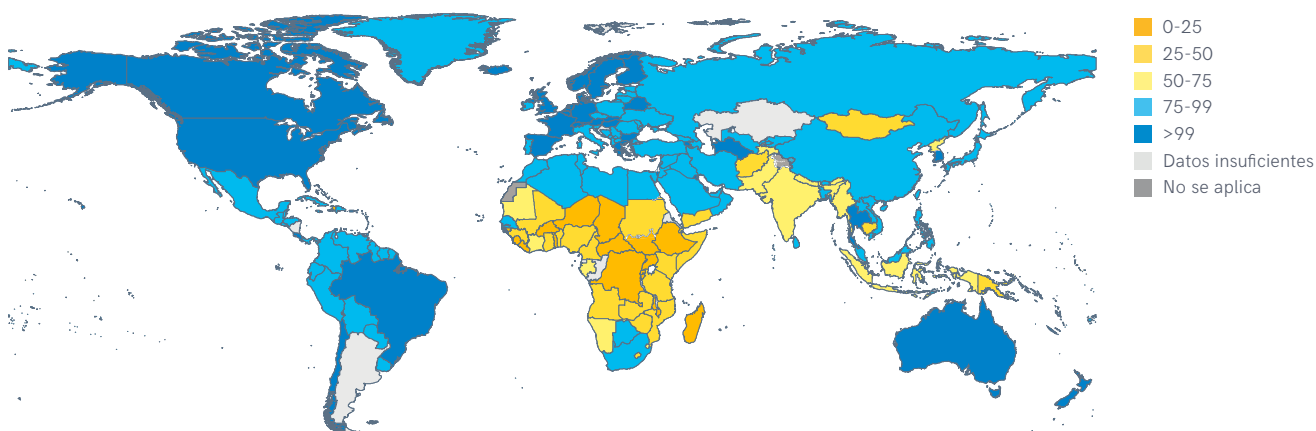 0-25
25-50
50-75
75-99
>99
Datos insuficientes
No se aplica